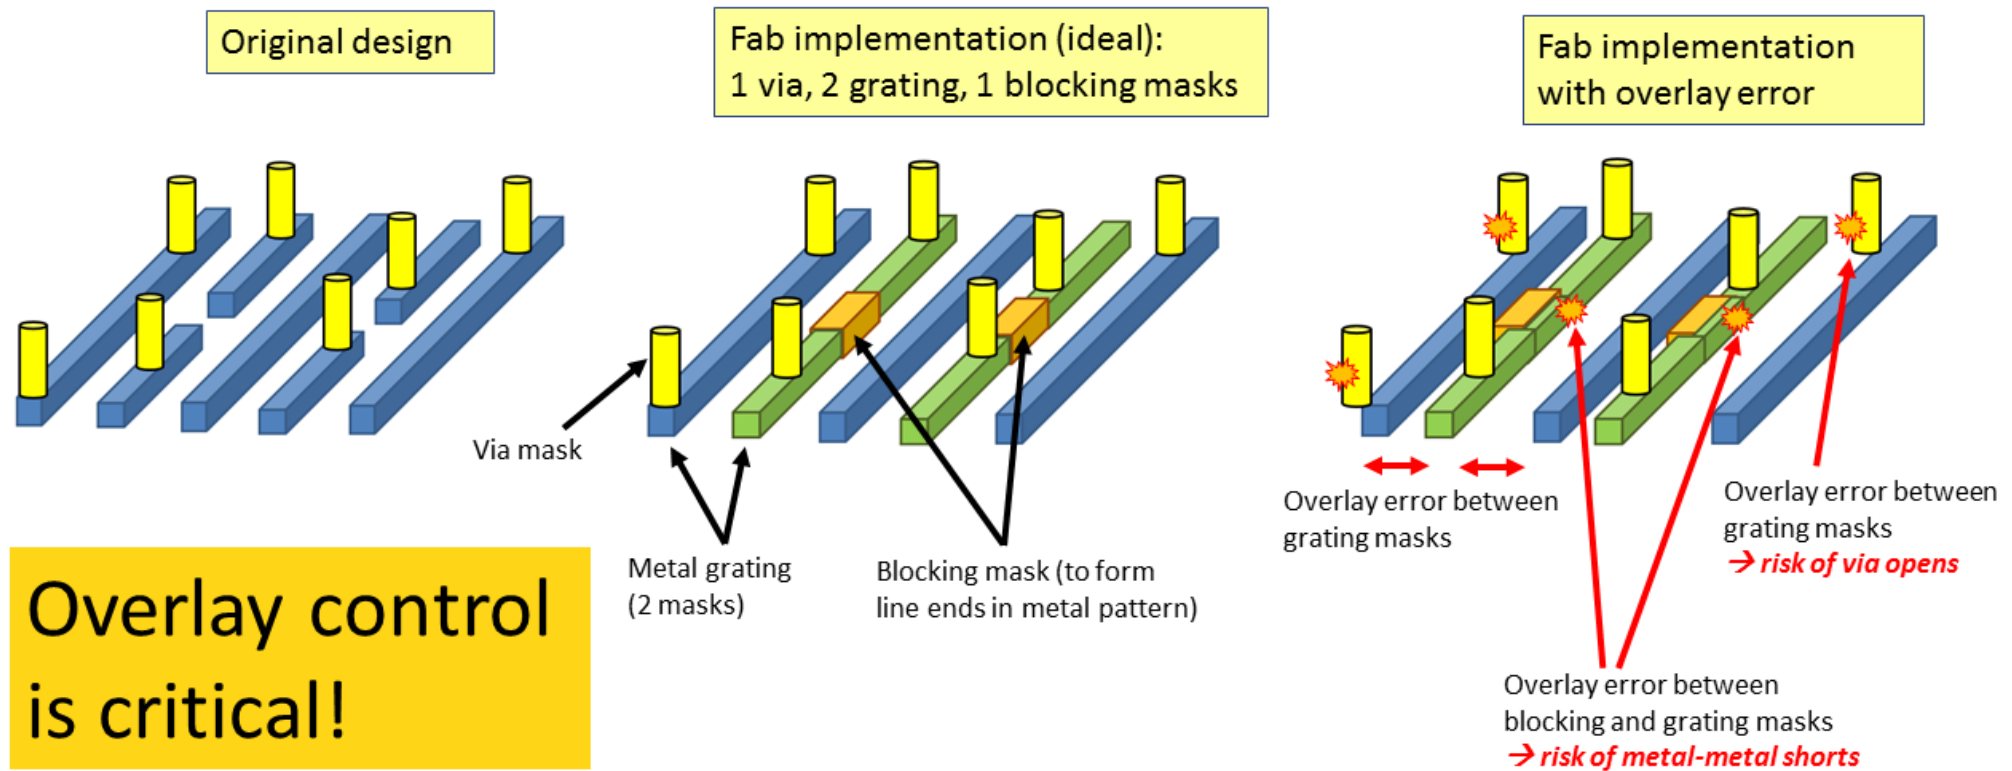 Original design
Fab implementation (ideal):
1 via, 2 grating, 1 blocking masks
Fab implementation
with overlay error
Via mask
Metal grating
(2 masks)
Blocking mask (to form
line ends in metal pattern)
Overlay error between
grating masks
Overlay error between
grating masks
→ risk of via opens
Overlay error between
blocking and grating masks
→ risk of metal-metal shorts
Overlay control
is critical!